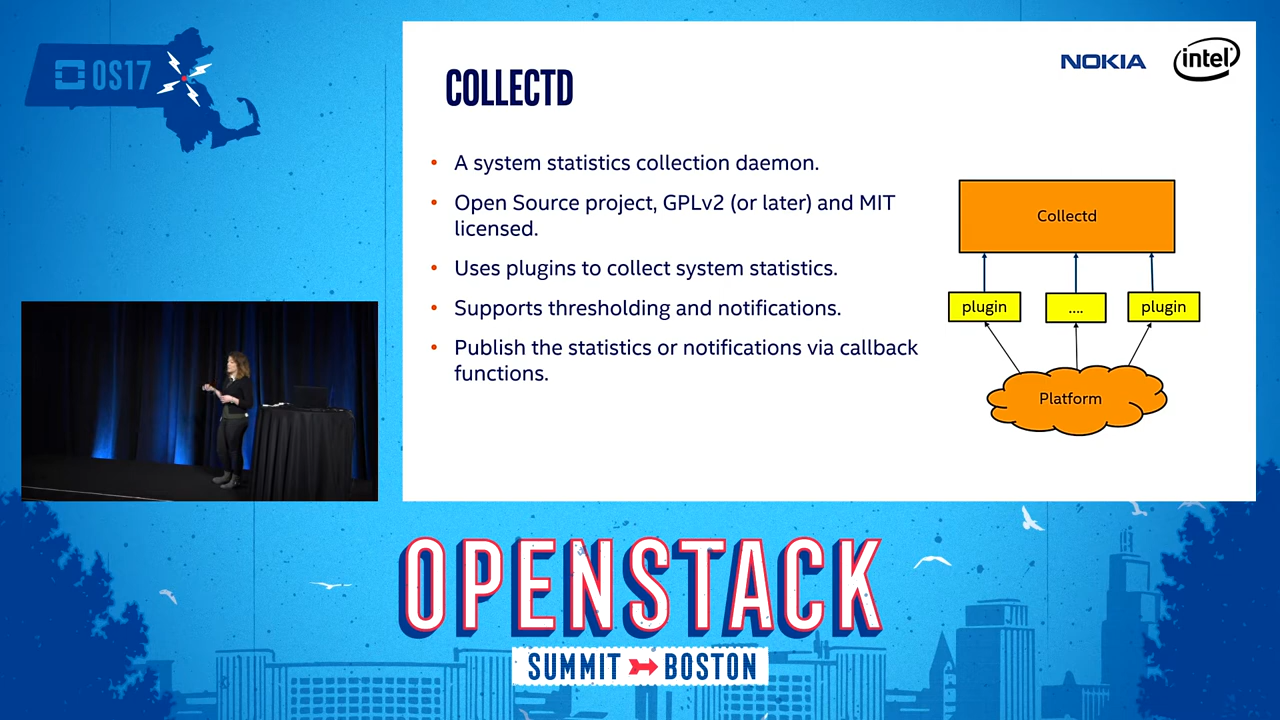 OS17
NOKIA
intel
COLLECTD
• A system statistics collection daemon.
• Open Source project, GPLv2 (or later) and MIT
licensed.
• Uses plugins to collect system statistics.
• Supports thresholding and notifications.
• Publish the statistics or notifications via callback
functions.
Collectd
plugin
....
plugin
Platform
OPENSTACK
SUMMIT BOSTON